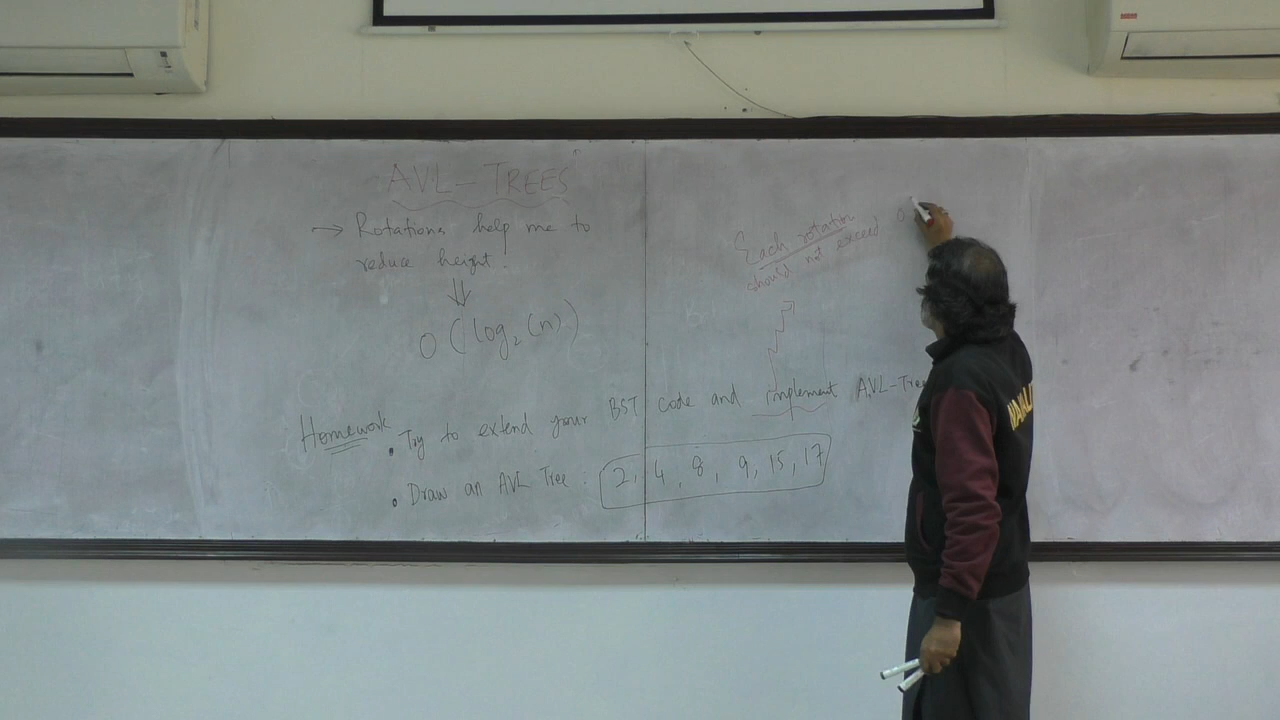 AVL-TREES
→ Rotations help me to
reduce height.
⇓
O(log₂(n))
Each rotation
should not exceed
O
Homework
• Try to extend your BST code and implement AVL-Tree
• Draw an AVL Tree : 2, 4, 8, 9, 15, 17